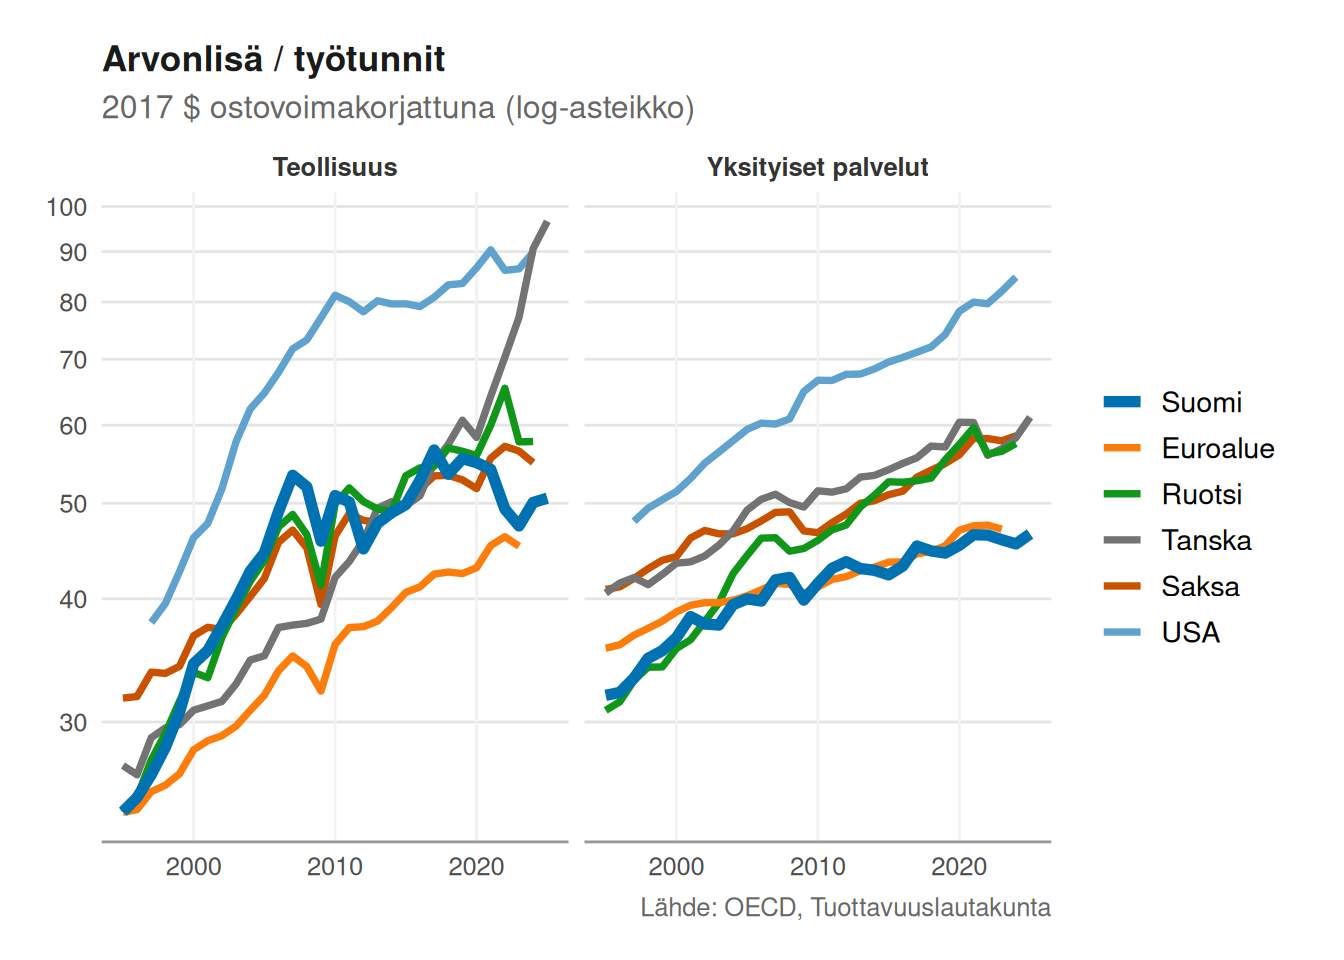 Arvonlisä / työtunnit
2017 $ ostovoimakorjattuna (log-asteikko)
Teollisuus
Yksityiset palvelut
100
90
80
70
60
50
40
30
2000
2010
2020
2000
2010
2020
Suomi
Euroalue
Ruotsi
Tanska
Saksa
USA
Lähde: OECD, Tuottavuuslautakunta